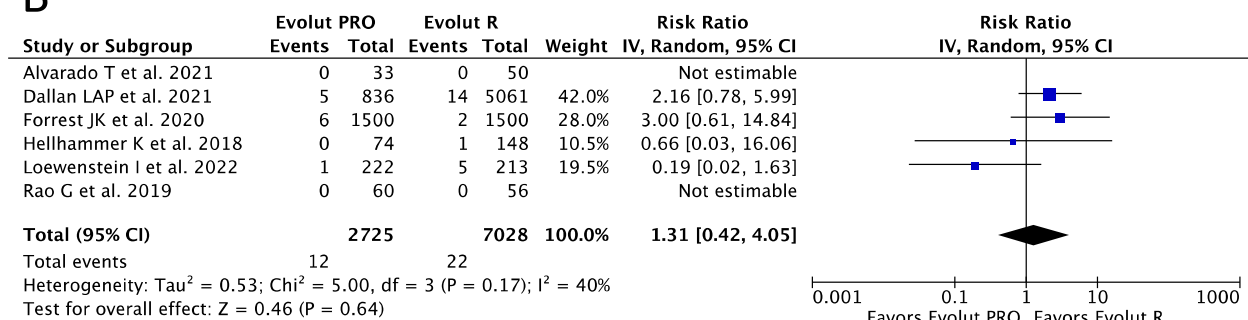 B
Evolut PRO Evolut R Risk Ratio Risk Ratio
Study or Subgroup Events Total Events Total Weight IV, Random, 95% CI IV, Random, 95% CI
Alvarado T et al. 2021 0 33 0 50 Not estimable
Dallan LAP et al. 2021 5 836 14 5061 42.0% 2.16 [0.78, 5.99]
Forrest JK et al. 2020 6 1500 2 1500 28.0% 3.00 [0.61, 14.84]
Hellhammer K et al. 2018 0 74 1 148 10.5% 0.66 [0.03, 16.06]
Loewenstein I et al. 2022 1 222 5 213 19.5% 0.19 [0.02, 1.63]
Rao G et al. 2019 0 60 0 56 Not estimable
Total (95% CI) 2725 7028 100.0% 1.31 [0.42, 4.05]
Total events 12 22
Heterogeneity: Tau² = 0.53; Chi² = 5.00, df = 3 (P = 0.17); I² = 40%
Test for overall effect: Z = 0.46 (P = 0.64)
0.001 0.1 1 10 1000
Favors Evolut PRO Favors Evolut R